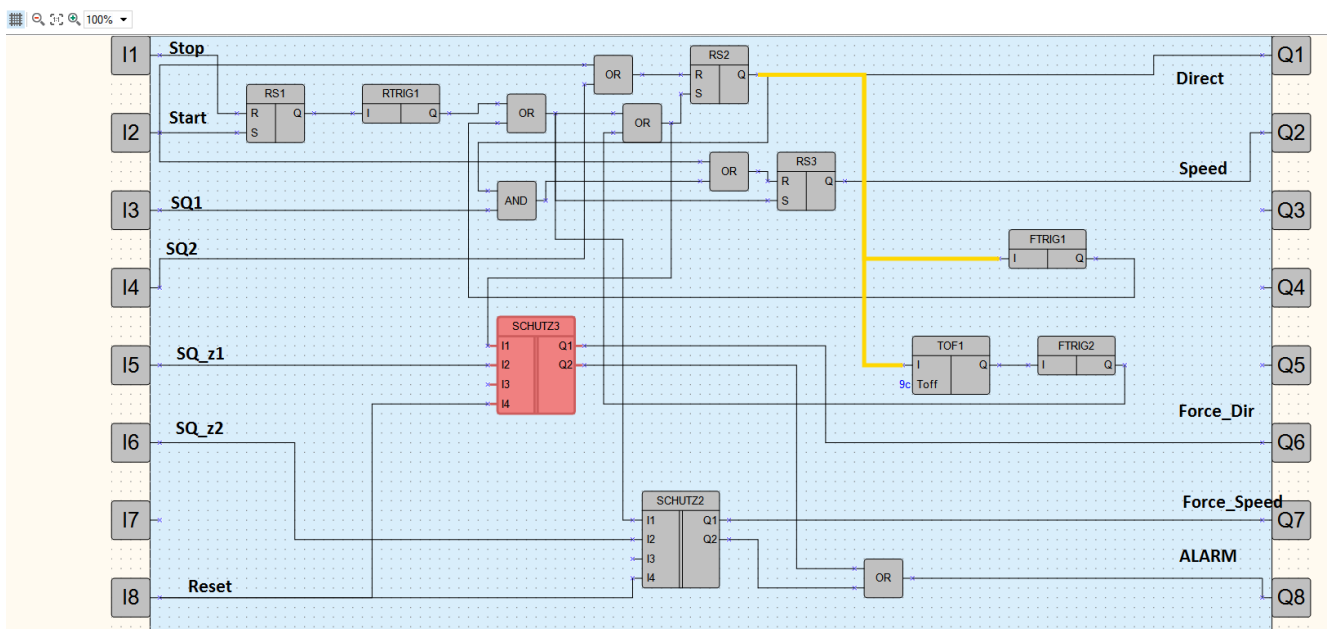 100%
I1 Stop RS2 Q1
OR R Q Direct
RS1 RTRIG1 S
R Q I Q OR OR
I2 Start S Q2
RS3
OR R Q Speed
AND S
I3 SQ1 Q3
SQ2 FTRIG1
I Q
I4 Q4
SCHUTZ3
I1 Q1 TOF1 FTRIG2
I5 SQ_z1 I2 Q2 I Q I Q Q5
I3 9c Toff
I4
Force_Dir
I6 SQ_z2 Q6
SCHUTZ2 Force_Speed
I7 I1 Q1 Q7
I2 Q2
I3 ALARM
I4 OR
I8 Reset Q8